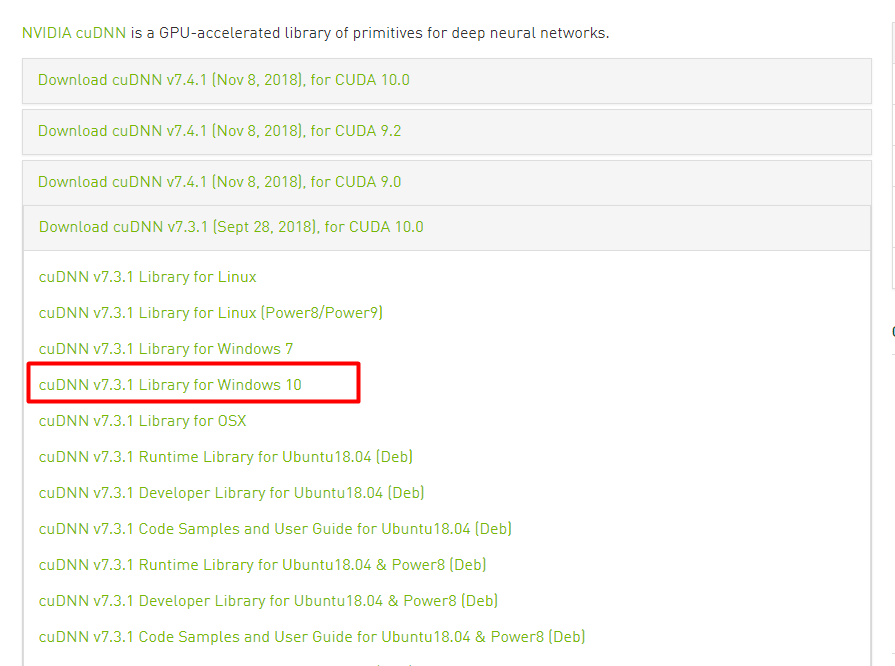 NVIDIA cuDNN is a GPU-accelerated library of primitives for deep neural networks.
Download cuDNN v7.4.1 (Nov 8, 2018), for CUDA 10.0
Download cuDNN v7.4.1 (Nov 8, 2018), for CUDA 9.2
Download cuDNN v7.4.1 (Nov 8, 2018), for CUDA 9.0
Download cuDNN v7.3.1 (Sept 28, 2018), for CUDA 10.0
cuDNN v7.3.1 Library for Linux
cuDNN v7.3.1 Library for Linux (Power8/Power9)
cuDNN v7.3.1 Library for Windows 7
cuDNN v7.3.1 Library for Windows 10
cuDNN v7.3.1 Library for OSX
cuDNN v7.3.1 Runtime Library for Ubuntu18.04 (Deb)
cuDNN v7.3.1 Developer Library for Ubuntu18.04 (Deb)
cuDNN v7.3.1 Code Samples and User Guide for Ubuntu18.04 (Deb)
cuDNN v7.3.1 Runtime Library for Ubuntu18.04 & Power8 (Deb)
cuDNN v7.3.1 Developer Library for Ubuntu18.04 & Power8 (Deb)
cuDNN v7.3.1 Code Samples and User Guide for Ubuntu18.04 & Power8 (Deb)